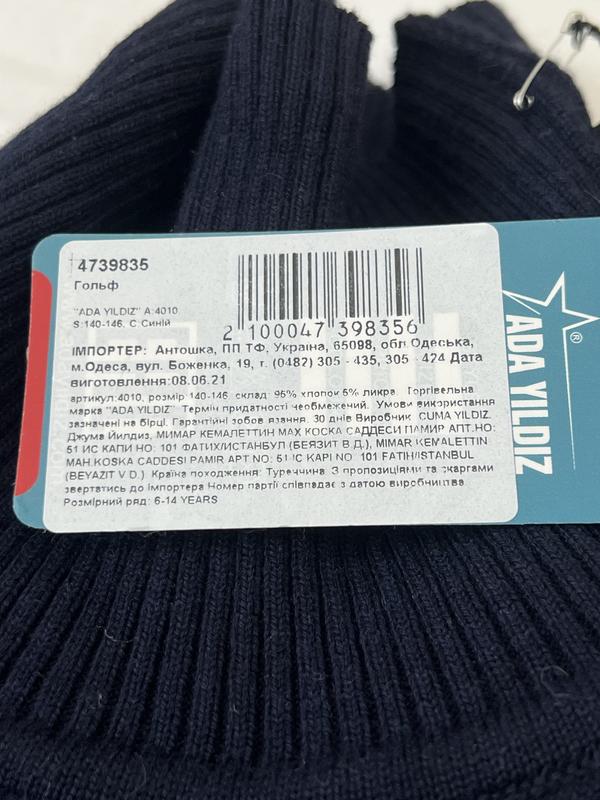 4739835
Гольф
"ADA YILDIZ" А:4010
S:140-146, С:Синій
2 100047 398356
ІМПОРТЕР: Антошка, ПП ТФ, Україна, 65098, обл.Одеська,
м.Одеса, вул. Боженка, 19, т. (0482) 305 - 435, 305 - 424 Дата
виготовлення:08.06.21
артикул:4010, розмір:140-146, склад: 95% хлопок 5% ликра. Торгівельна
марка "ADA YILDIZ" Термін придатності необмежений. Умови використання
зазначені на бірці. Гарантійні зобов'язання. 30 днів Виробник. CUMA YILDIZ.
Джума Йилдиз, МИМАР КЕМАЛЕТТИН МАХ КОСКА САДДЕСИ ПАМИР АПТ.НО:
51 ИС КАПИ НО: 101 ФАТИХ/ИСТАНБУЛ (БЕЯЗИТ В.Д.), MIMAR KEMALETTIN
MAH.KOSKA CADDESI PAMIR APT NO: 51 IC KAPI NO: 101 FATIH/ISTANBUL
(BEYAZIT V.D.) Країна походження: Туреччина. З пропозиціями та скаргами
звертатись до імпортера Номер партії співпадає з датою виробництва
Розмірний ряд: 6-14 YEARS
ADA YILDIZ
®